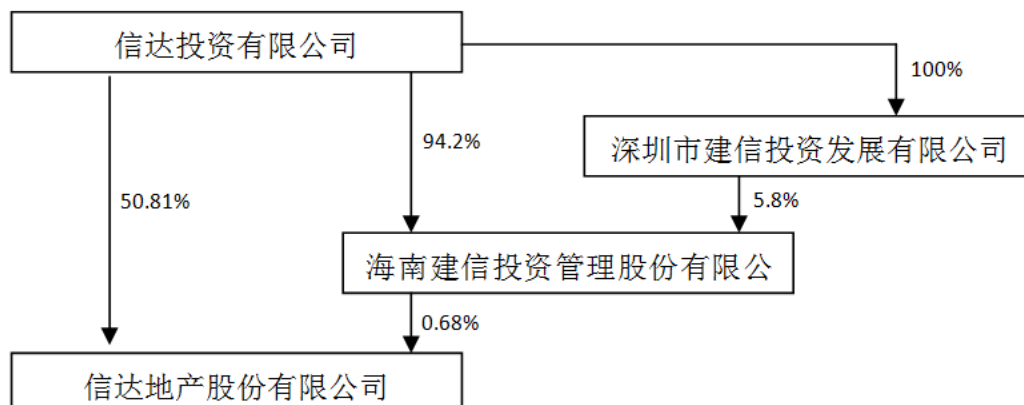 信达投资有限公司
100%
94.2%
深圳市建信投资发展有限公司
50.81%
5.8%
海南建信投资管理股份有限公
0.68%
信达地产股份有限公司